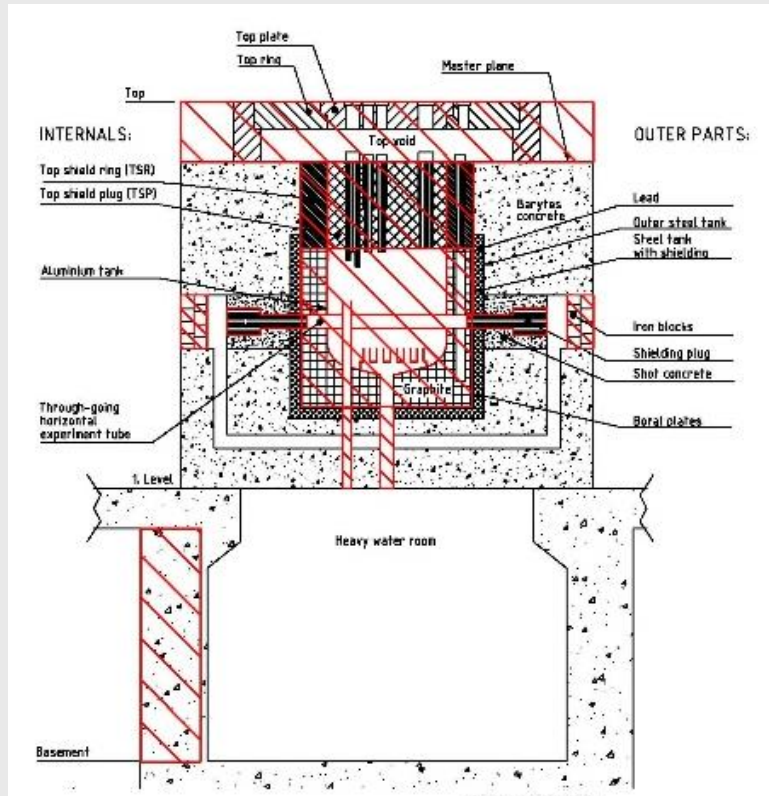 Top plate
Top ring
Master plane
Top
INTERNALS:
OUTER PARTS:
Top void
Top shield ring (TSR)
Top shield plug (TSP)
Barytes
concrete
Lead
Outer steel tank
Steel tank
with shielding
Aluminium tank
Iron blocks
Shielding plug
Shot concrete
Graphite
Through-going
horizontal
experiment tube
Boral plates
1. Level
Heavy water room
Basement